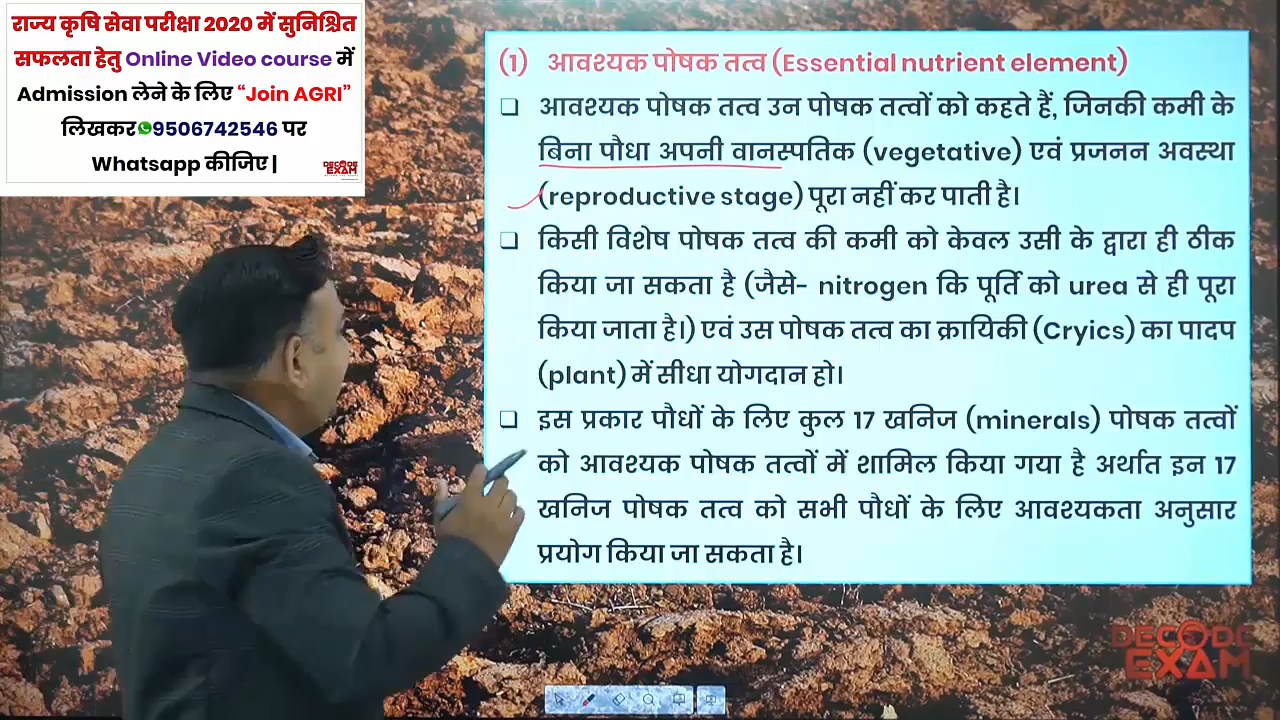 राज्य कृषि सेवा परीक्षा 2020 में सुनिश्चित
सफलता हेतु Online Video course में
Admission लेने के लिए “Join AGRI”
लिखकर 9506742546 पर
Whatsapp कीजिए |
DECODE EXAM
(1) आवश्यक पोषक तत्व (Essential nutrient element)
❑ आवश्यक पोषक तत्व उन पोषक तत्वों को कहते हैं, जिनकी कमी के
बिना पौधा अपनी वानस्पतिक (vegetative) एवं प्रजनन अवस्था
(reproductive stage) पूरा नहीं कर पाती है।
❑ किसी विशेष पोषक तत्व की कमी को केवल उसी के द्वारा ही ठीक
किया जा सकता है (जैसे- nitrogen कि पूर्ति को urea से ही पूरा
किया जाता है।) एवं उस पोषक तत्व का क्रायिकी (Cryics) का पादप
(plant) में सीधा योगदान हो।
❑ इस प्रकार पौधों के लिए कुल 17 खनिज (minerals) पोषक तत्वों
को आवश्यक पोषक तत्वों में शामिल किया गया है अर्थात इन 17
खनिज पोषक तत्व को सभी पौधों के लिए आवश्यकता अनुसार
प्रयोग किया जा सकता है।
DECODE
EXAM